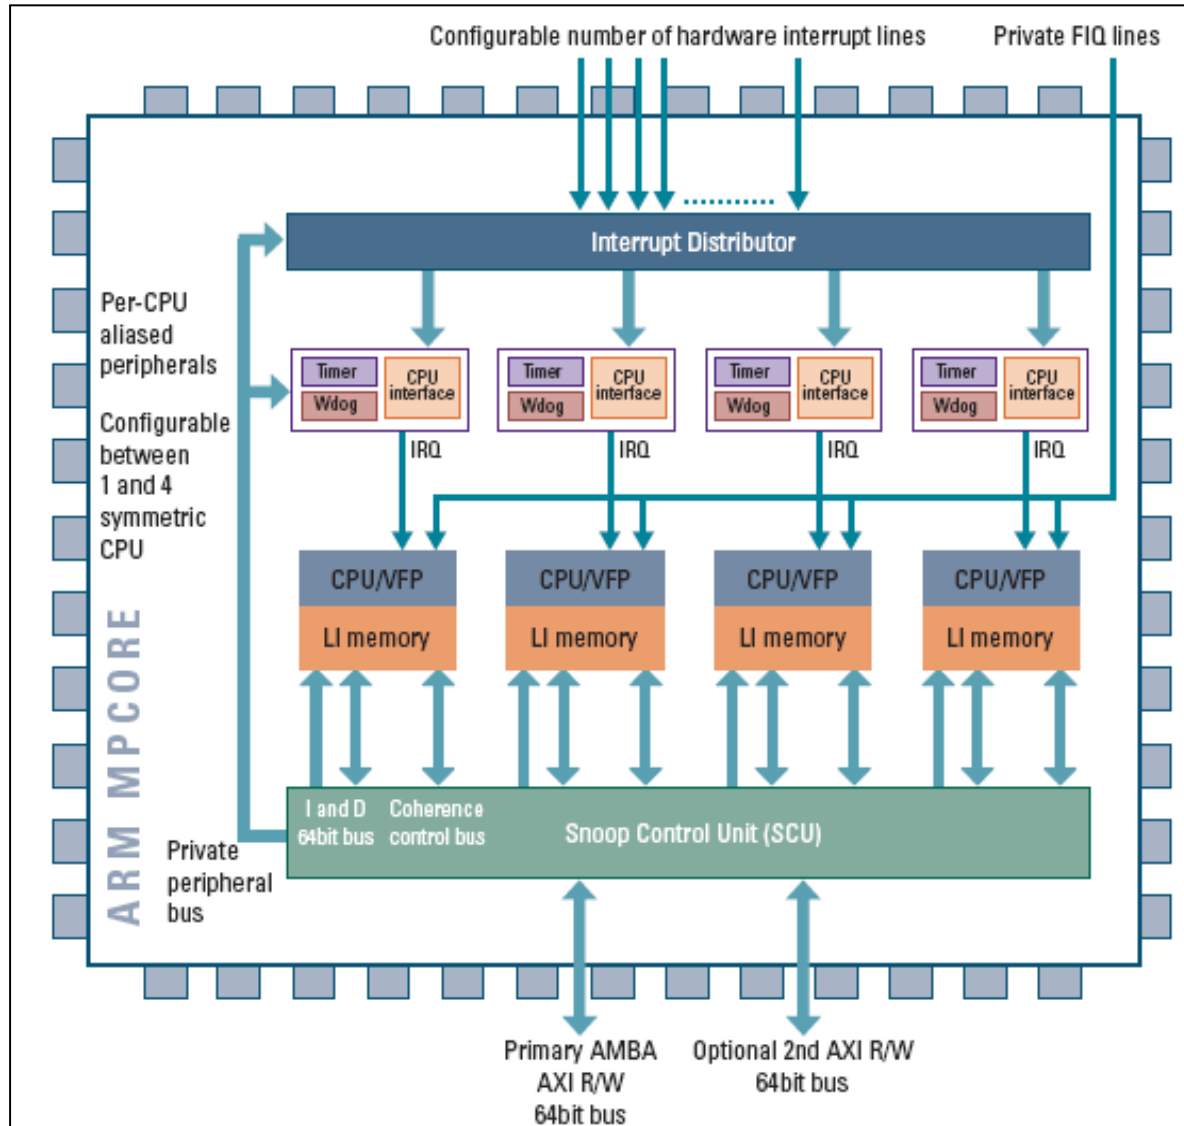 Configurable number of hardware interrupt lines
Private FIQ lines
Interrupt Distributor
Per-CPU
aliased
peripherals
Configurable
between
1 and 4
symmetric
CPU
Timer
Wdog
CPU
interface
Timer
Wdog
CPU
interface
Timer
Wdog
CPU
interface
Timer
Wdog
CPU
interface
IRQ
IRQ
IRQ
IRQ
CPU/VFP
LI memory
CPU/VFP
LI memory
CPU/VFP
LI memory
CPU/VFP
LI memory
ARM MPCORE
I and D
64bit bus
Coherence
control bus
Snoop Control Unit (SCU)
Private
peripheral
bus
Primary AMBA
AXI R/W
64bit bus
Optional 2nd AXI R/W
64bit bus